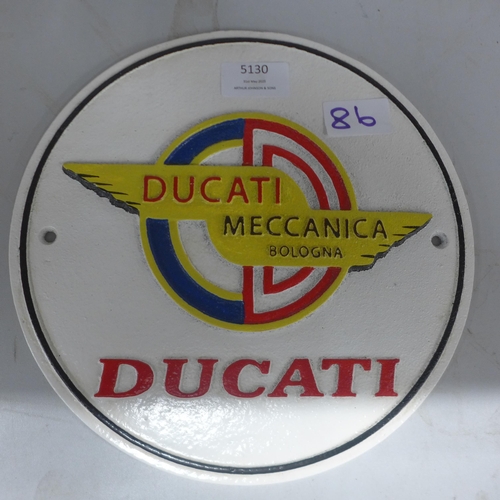 5130
86
DUCATI
MECCANICA
BOLOGNA
DUCATI